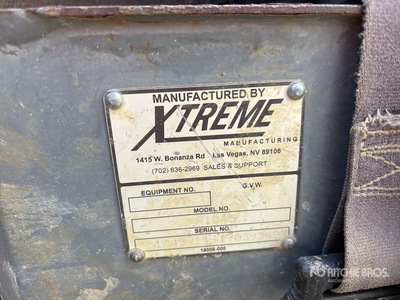 MANUFACTURED BY
XTREME
MANUFACTURING
1415 W. Bonanza Rd Las Vegas, NV 89106
(702) 636-2969 SALES & SUPPORT
EQUIPMENT NO. G.V.W.
MODEL NO.
SERIAL NO.
18008-000
RITCHIE BROS.
Auctioneers